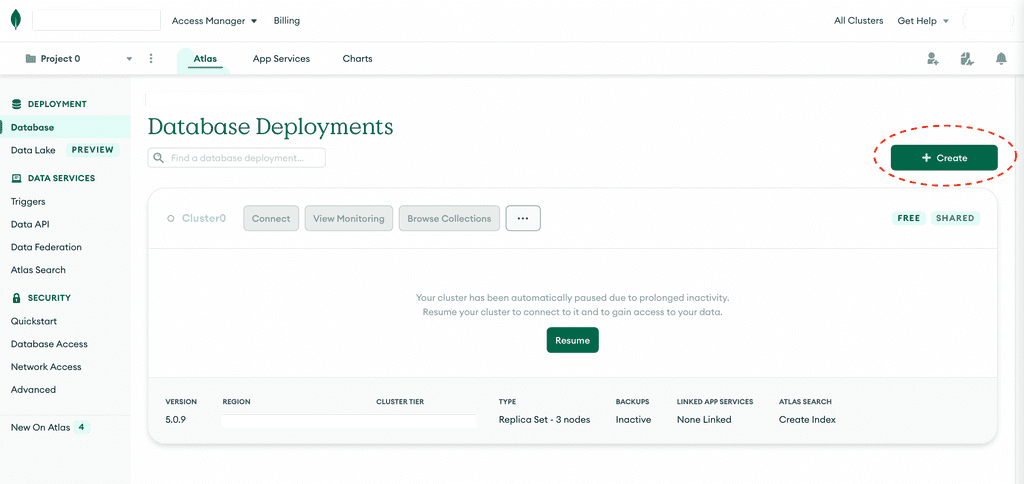 Access Manager Billing All Clusters Get Help
Project 0 Atlas App Services Charts
DEPLOYMENT
Database
Data Lake PREVIEW
DATA SERVICES
Triggers
Data API
Data Federation
Atlas Search
SECURITY
Quickstart
Database Access
Network Access
Advanced
New On Atlas 4
Database Deployments
Find a database deployment...
+ Create
Cluster0 Connect View Monitoring Browse Collections ... FREE SHARED
Your cluster has been automatically paused due to prolonged inactivity.
Resume your cluster to connect to it and to gain access to your data.
Resume
VERSION REGION CLUSTER TIER TYPE BACKUPS LINKED APP SERVICES ATLAS SEARCH
5.0.9 Replica Set - 3 nodes Inactive None Linked Create Index